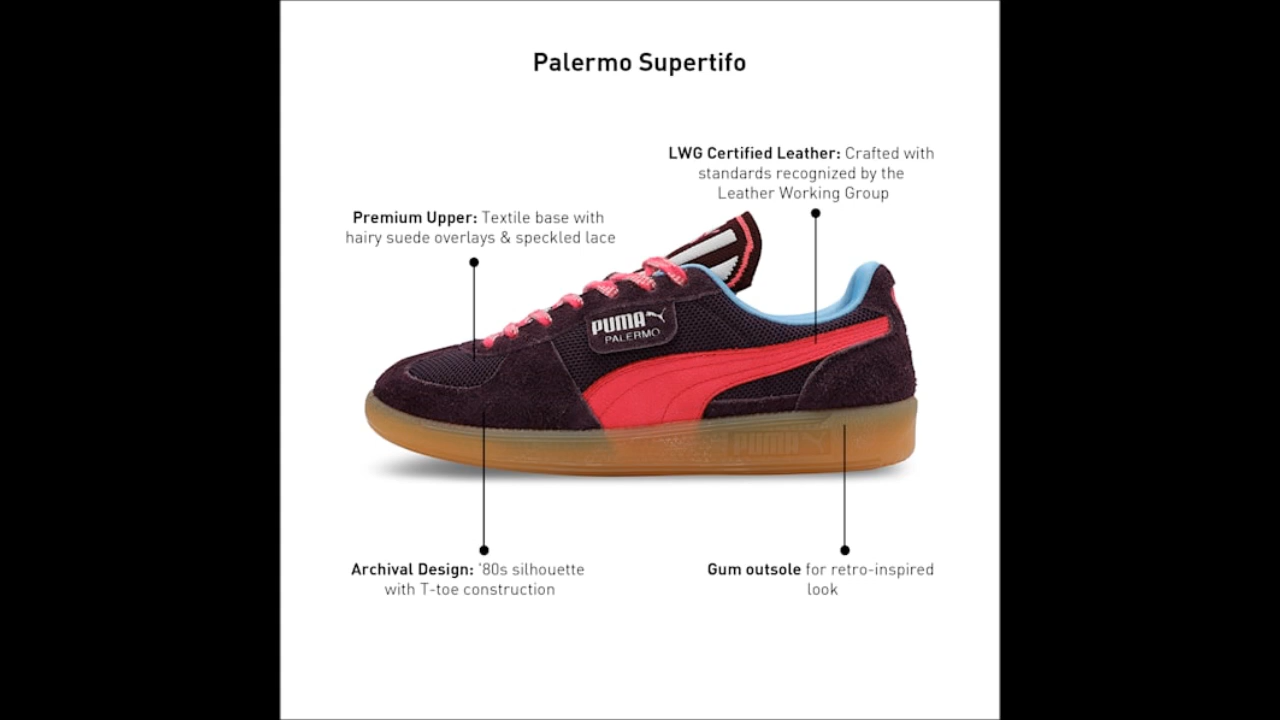 Palermo Supertifo
LWG Certified Leather: Crafted with
standards recognized by the
Leather Working Group
Premium Upper: Textile base with
hairy suede overlays & speckled lace
PUMA
PALERMO
PUMA
Archival Design: '80s silhouette
with T-toe construction
Gum outsole for retro-inspired
look